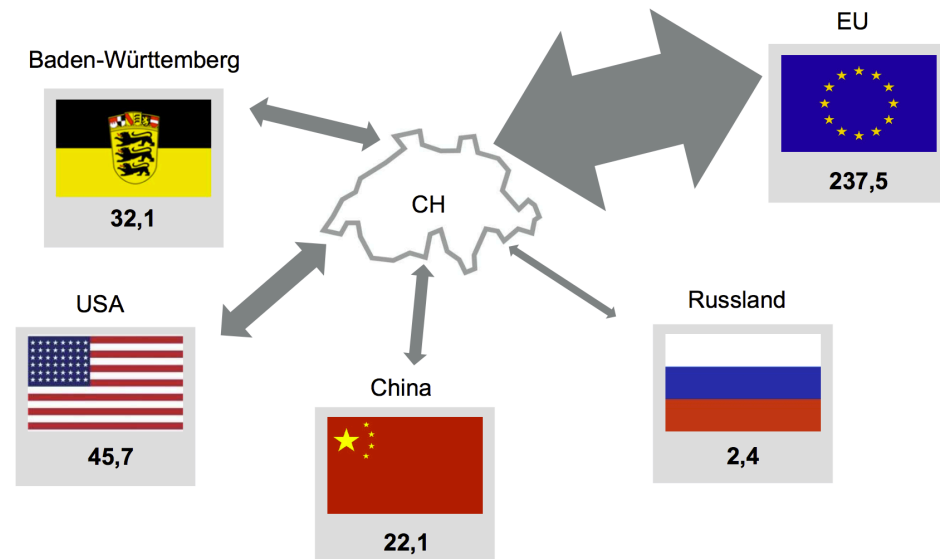 EU
237,5
Baden-Württemberg
32,1
CH
USA
45,7
China
22,1
Russland
2,4